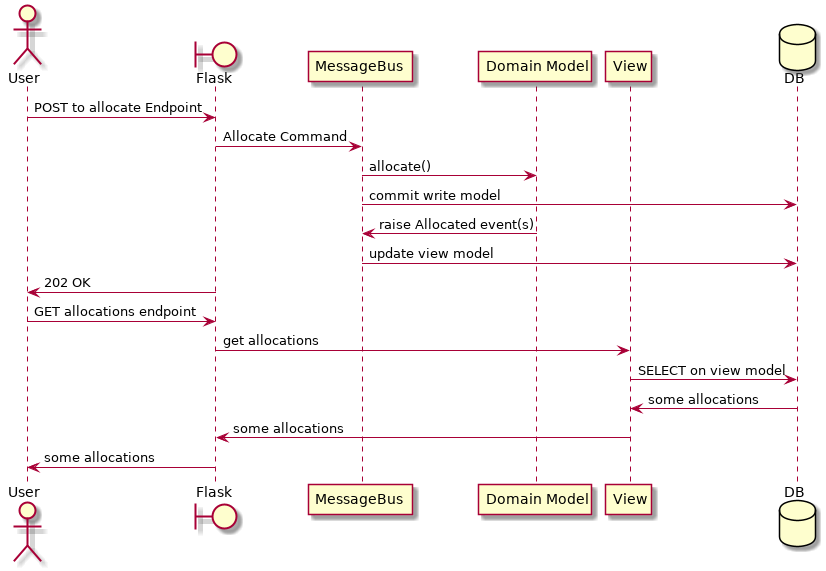 User
Flask
MessageBus
Domain Model
View
DB
POST to allocate Endpoint
Allocate Command
allocate()
commit write model
raise Allocated event(s)
update view model
202 OK
GET allocations endpoint
get allocations
SELECT on view model
some allocations
some allocations
some allocations
User
Flask
MessageBus
Domain Model
View
DB